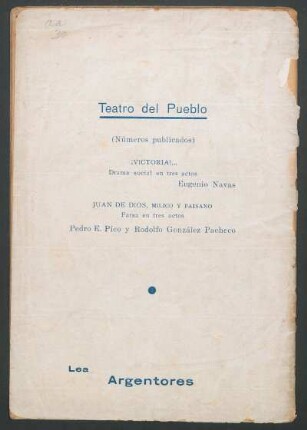 Teatro del Pueblo
(Números publicados)
¡VICTORIA!...
Drama social en tres actos
Eugenio Navas
JUAN DE DIOS, MILICO Y PAISANO
Farsa en tres actos
Pedro E. Pico y Rodolfo González Pacheco
Lea
Argentores